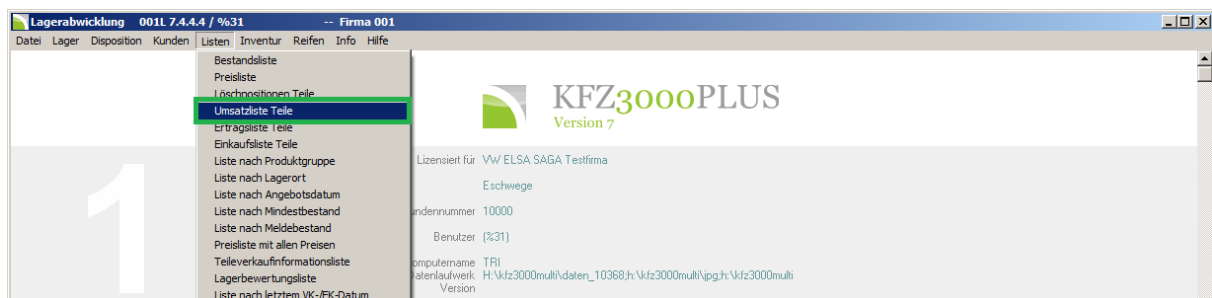 Lagerabwicklung 001L 7.4.4.4 / %31 -- Firma 001
Datei Lager Disposition Kunden Listen Inventur Reifen Info Hilfe
Bestandsliste
Preisliste
Löschpositionen Teile
Umsatzliste Teile
Ertragsliste Teile
Einkaufsliste Teile
Liste nach Produktgruppe
Liste nach Lagerort
Liste nach Angebotsdatum
Liste nach Mindestbestand
Liste nach Meldebestand
Preisliste mit allen Preisen
Teileverkaufinformationsliste
Lagerbewertungsliste
Liste nach letztem VK-/EK-Datum
KFZ3000PLUS
Version 7
1
Lizensiert für VW ELSA SAGA Testfirma
Eschwege
undennummer 10000
Benutzer (%31)
omputername TRI
atenlaufwerk H:\kfz3000multi\daten_10368;h:\kfz3000multi\jpg;h:\kfz3000multi
Version